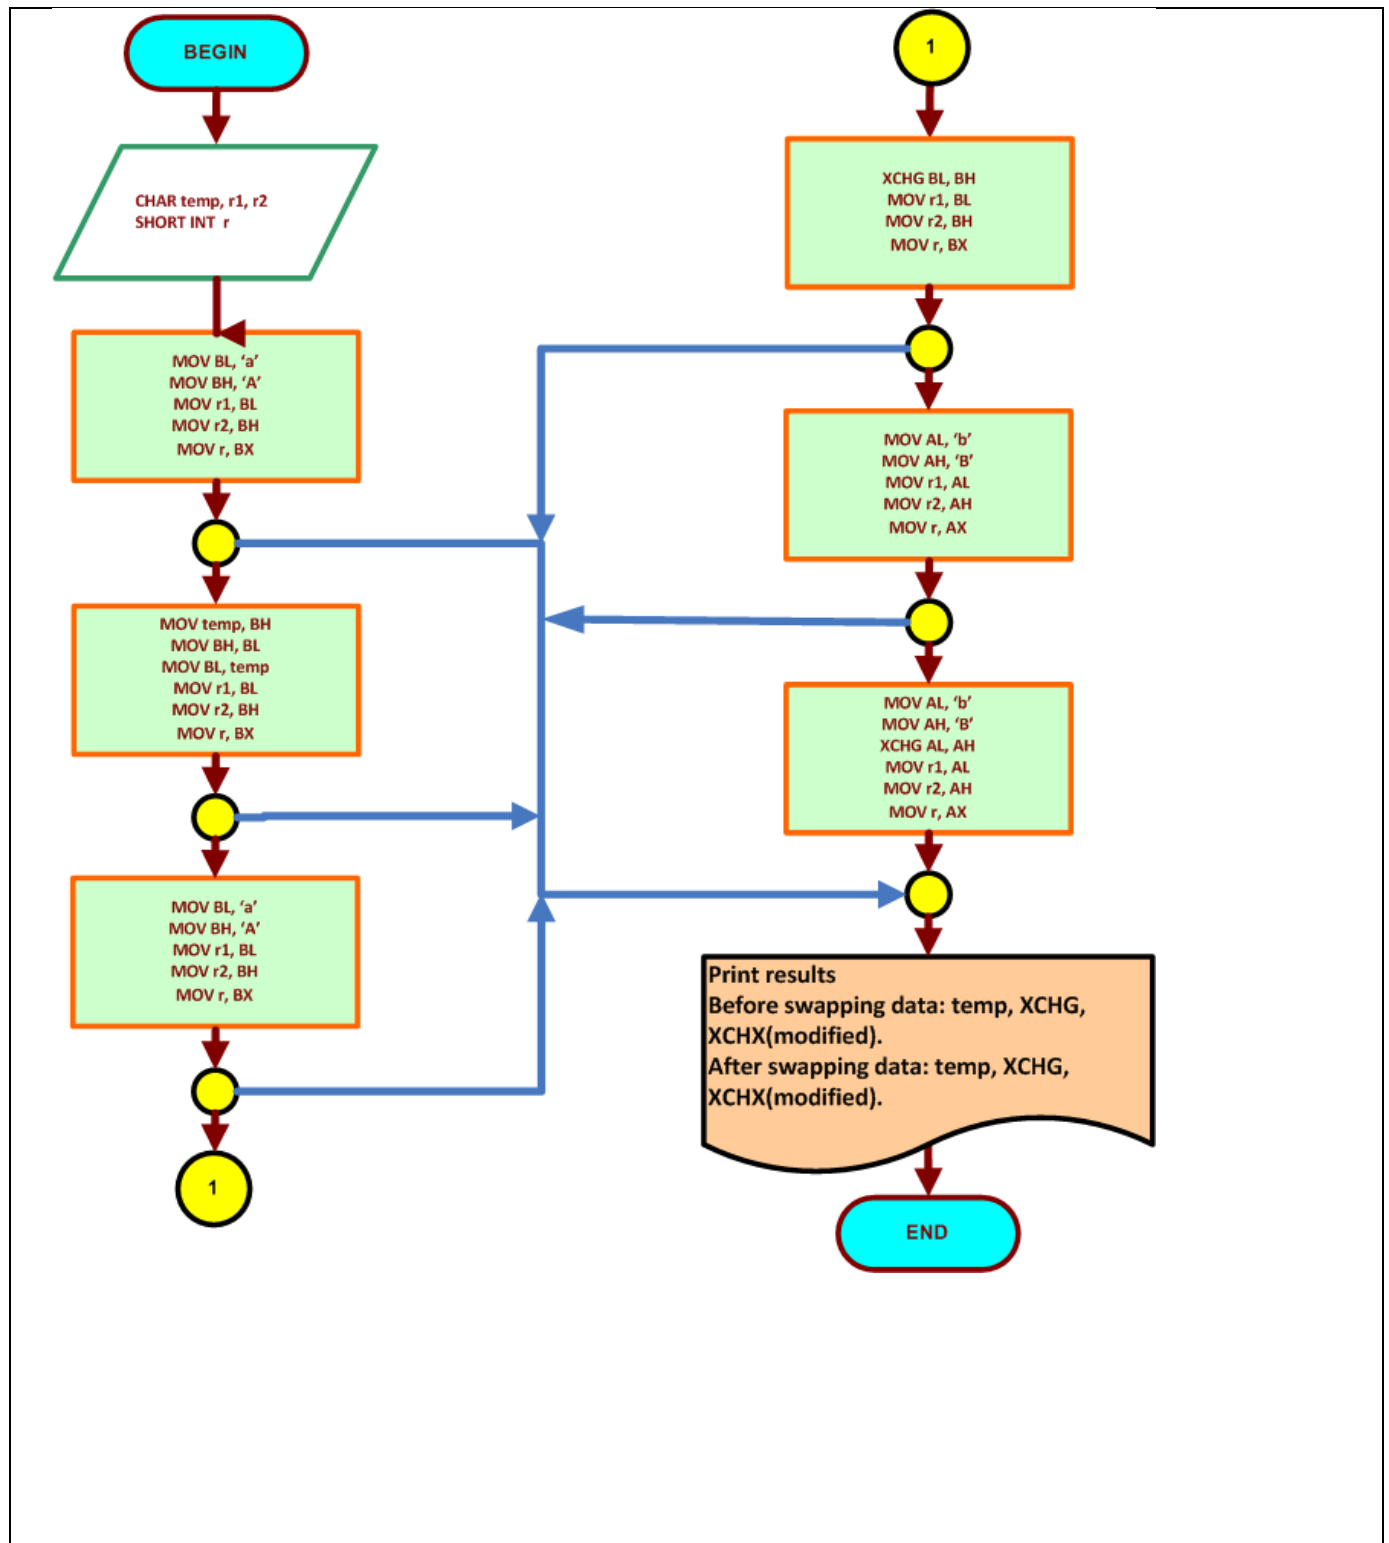 BEGIN
CHAR temp, r1, r2
SHORT INT r
MOV BL, ‘a’
MOV BH, ‘A’
MOV r1, BL
MOV r2, BH
MOV r, BX
MOV temp, BH
MOV BH, BL
MOV BL, temp
MOV r1, BL
MOV r2, BH
MOV r, BX
MOV BL, ‘a’
MOV BH, ‘A’
MOV r1, BL
MOV r2, BH
MOV r, BX
1
1
XCHG BL, BH
MOV r1, BL
MOV r2, BH
MOV r, BX
MOV AL, ‘b’
MOV AH, ‘B’
MOV r1, AL
MOV r2, AH
MOV r, AX
MOV AL, ‘b’
MOV AH, ‘B’
XCHG AL, AH
MOV r1, AL
MOV r2, AH
MOV r, AX
Print results
Before swapping data: temp, XCHG,
XCHX(modified).
After swapping data: temp, XCHG,
XCHX(modified).
END